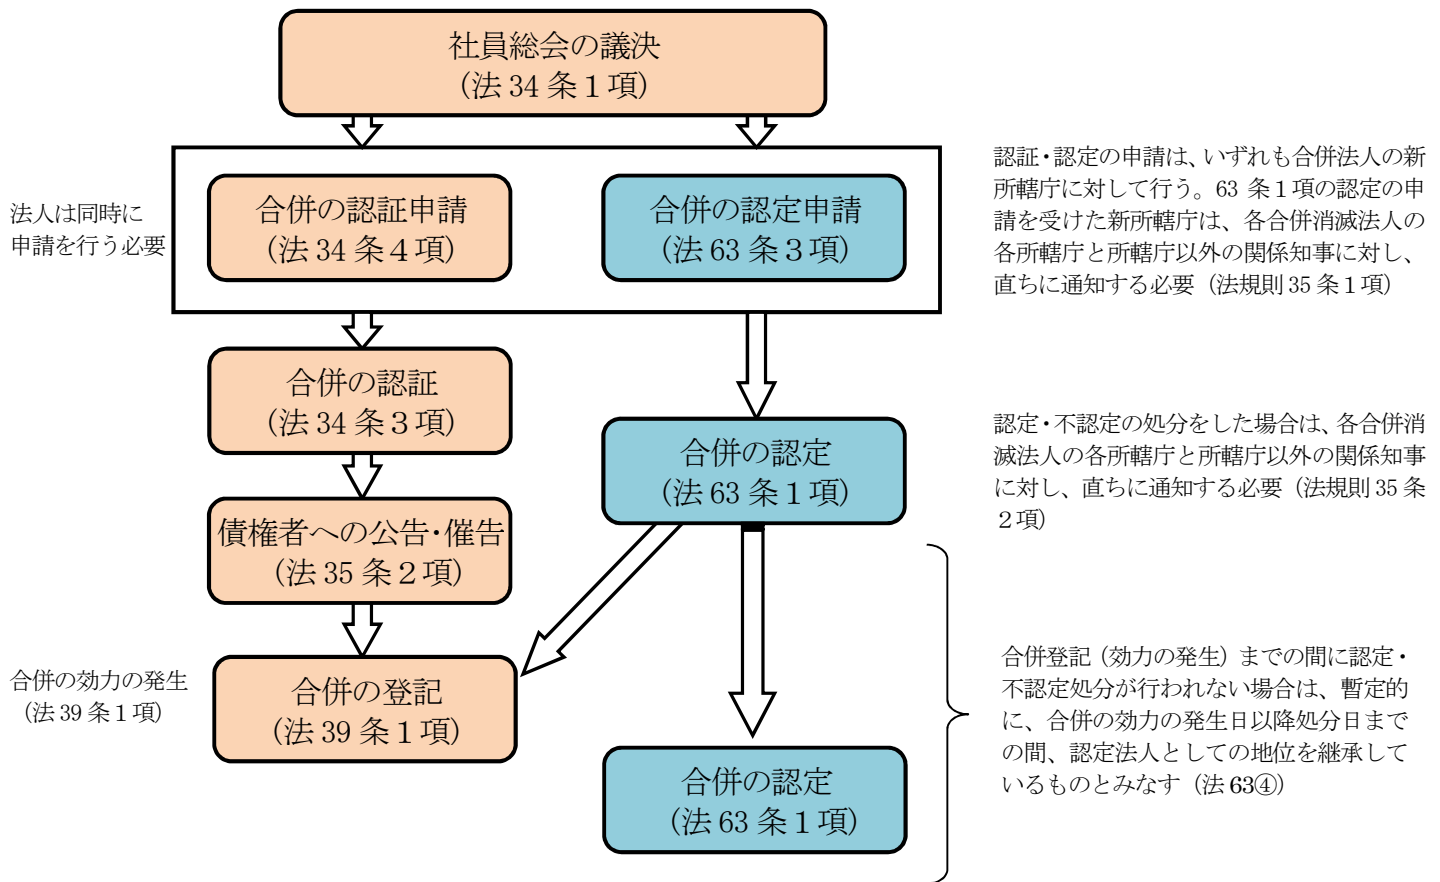 社員総会の議決
（法 34 条１項）
認証・認定の申請は、いずれも合併法人の新
所轄庁に対して行う。63 条１項の認定の申
請を受けた新所轄庁は、各合併消滅法人の
各所轄庁と所轄庁以外の関係知事に対し、
直ちに通知する必要（法規則 35 条１項）
法人は同時に
申請を行う必要
合併の認証申請
（法 34 条４項）
合併の認定申請
（法 63 条３項）
合併の認証
（法 34 条３項）
合併の認定
（法 63 条１項）
認定・不認定の処分をした場合は、各合併消
滅法人の各所轄庁と所轄庁以外の関係知事
に対し、直ちに通知する必要（法規則 35 条
２項）
債権者への公告・催告
（法 35 条２項）
合併の効力の発生
（法 39 条１項）
合併の登記
（法 39 条１項）
合併登記（効力の発生）までの間に認定・
不認定処分が行われない場合は、暫定的
に、合併の効力の発生日以降処分日まで
の間、認定法人としての地位を継承して
いるものとみなす（法 63④）
合併の認定
（法 63 条１項）